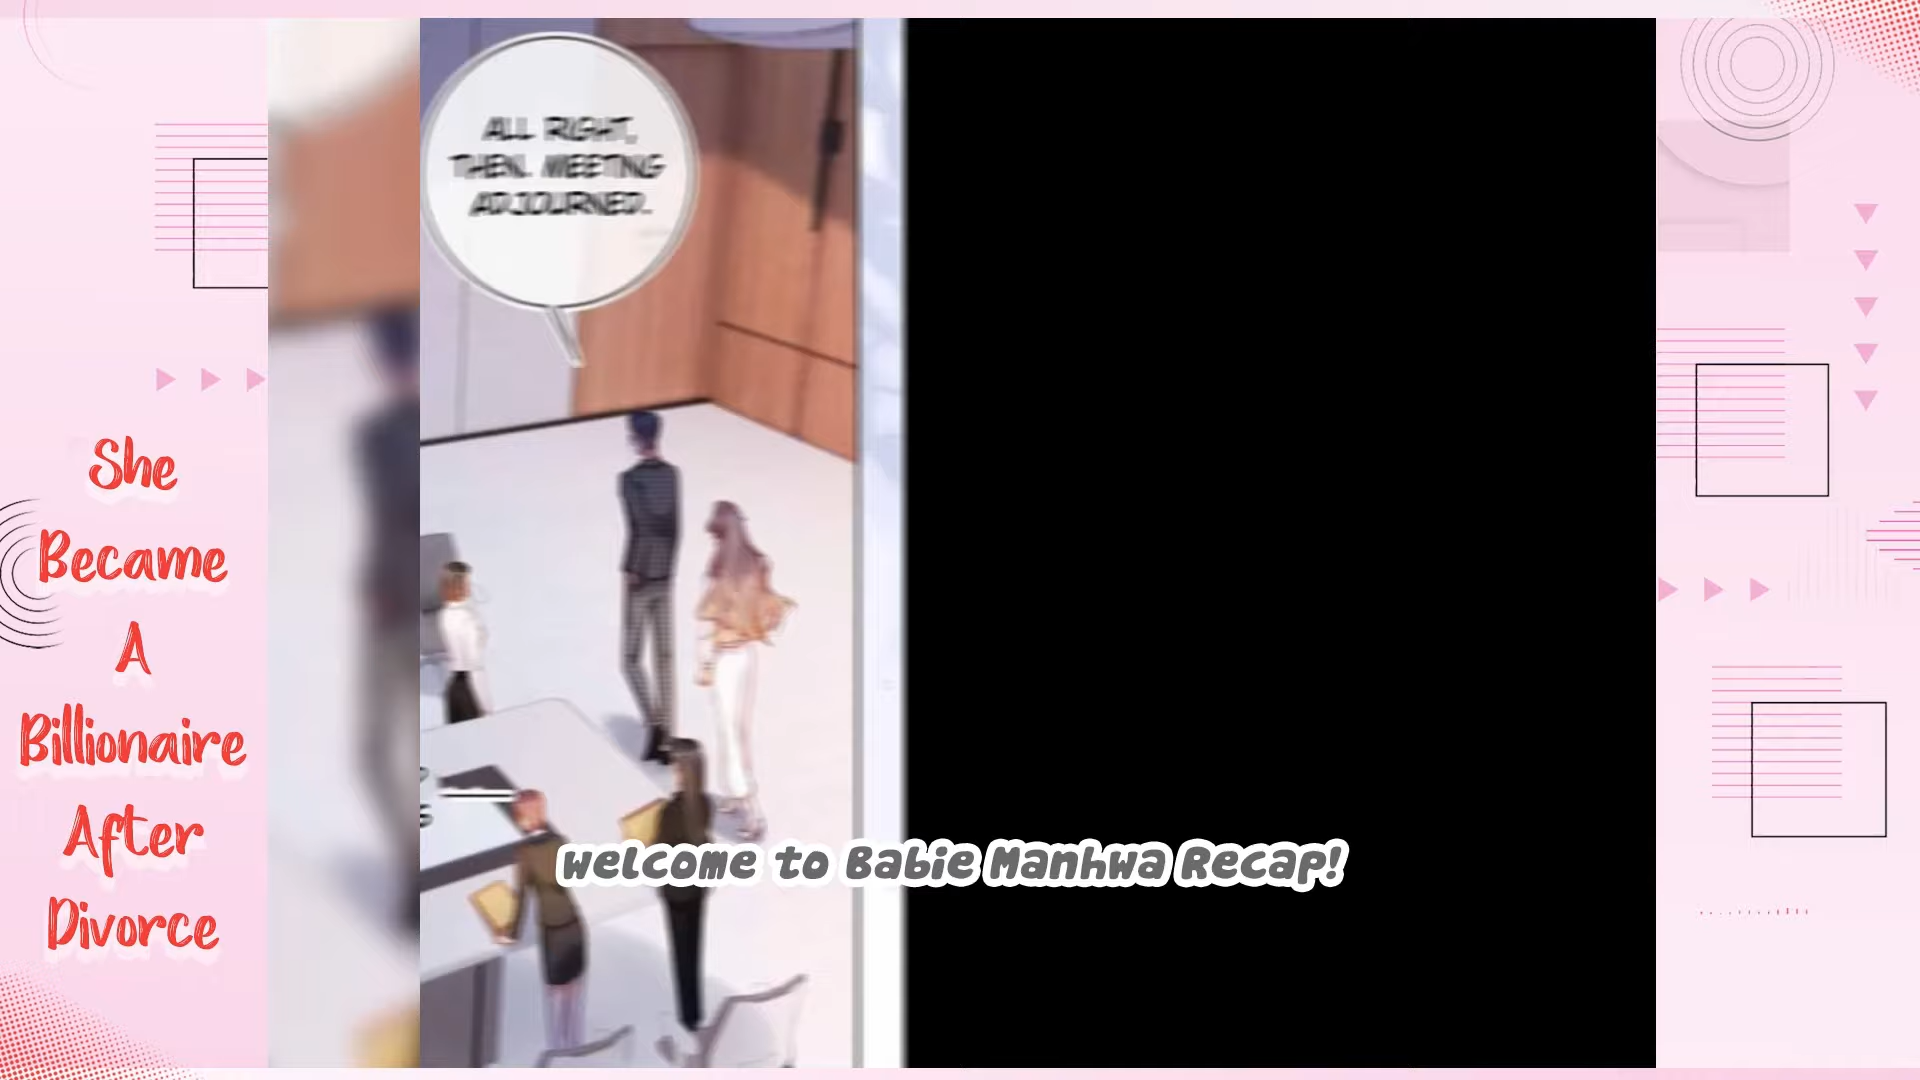 ALL RIGHT,
THEN. MEETING
ADJOURNED.
She
Became
A
Billionaire
After
Divorce
welcome to Babie Manhwa Recap!